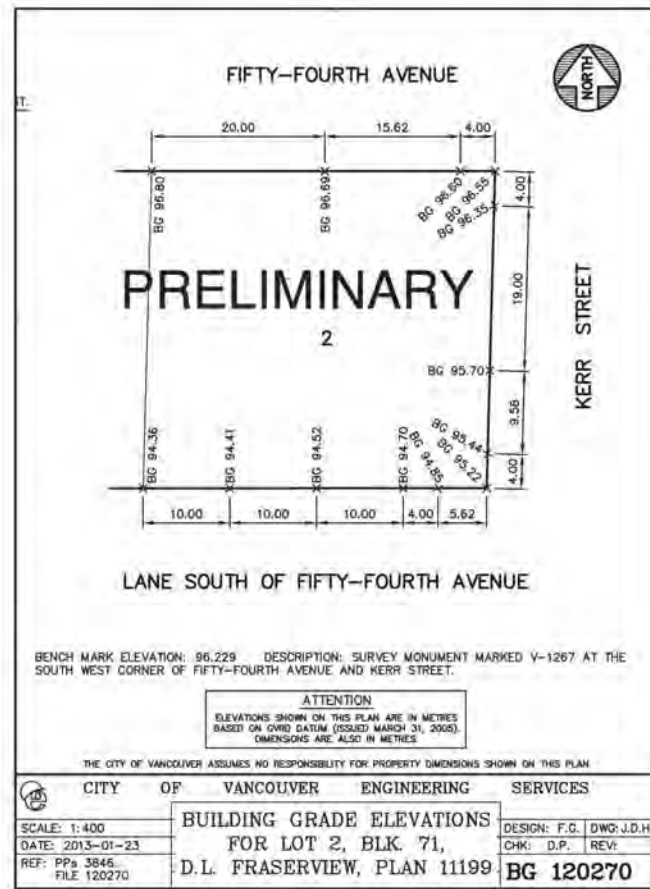 FIFTY-FOURTH AVENUE
NORTH
ST.
20.00
15.62
4.00
BG 96.80
BG 96.69
BG 96.60
BG 96.55
BG 96.35
4.00
19.00
PRELIMINARY
2
KERR STREET
BG 95.70
9.56
BG 95.44
BG 95.22
4.00
BG 94.36
BG 94.41
BG 94.52
BG 94.70
BG 94.85
10.00
10.00
10.00
4.00
5.62
LANE SOUTH OF FIFTY-FOURTH AVENUE
BENCH MARK ELEVATION: 96.229 DESCRIPTION: SURVEY MONUMENT MARKED V-1267 AT THE
SOUTH WEST CORNER OF FIFTY-FOURTH AVENUE AND KERR STREET.
ATTENTION
ELEVATIONS SHOWN ON THIS PLAN ARE IN METRES
BASED ON GVRD DATUM (ISSUED MARCH 31, 2005).
DIMENSIONS ARE ALSO IN METRES
THE CITY OF VANCOUVER ASSUMES NO RESPONSIBILITY FOR PROPERTY DIMENSIONS SHOWN ON THIS PLAN
CITY OF VANCOUVER ENGINEERING SERVICES
SCALE: 1:400
DATE: 2013-01-23
REF: PPs 3846
FILE 120270
BUILDING GRADE ELEVATIONS
FOR LOT 2, BLK. 71,
D.L. FRASERVIEW, PLAN 11199
DESIGN: F.G. DWG: J.D.H
CHK: D.P. REV:
BG 120270